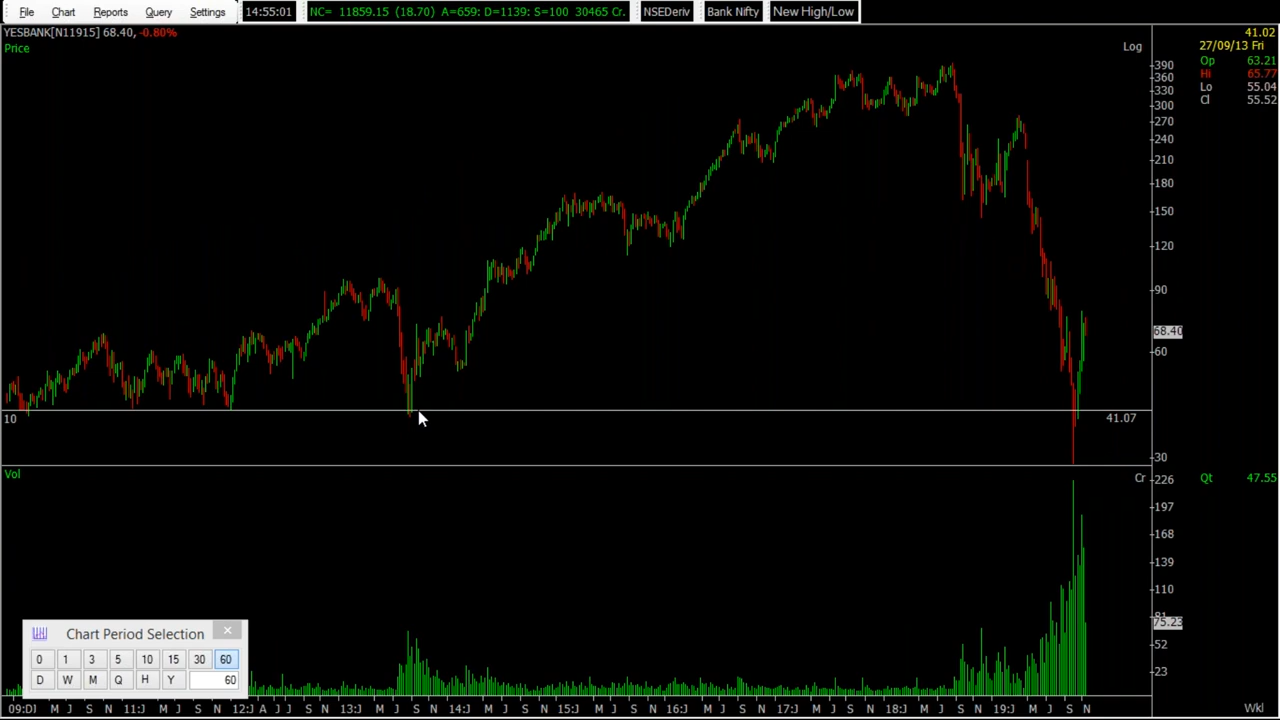 File Chart Reports Query Settings 14:55:01 NC= 11859.15 (18.70) A=659: D=1139: S=100 30465 Cr. NSEDeriv Bank Nifty New High/Low
YESBANK[N11915] 68.40, -0.80%
41.02
27/09/13 Fri
Price
Log
Op 63.21
Hi 65.77
Lo 55.04
Cl 55.52
390
360
330
300
270
240
210
180
150
120
90
68.40
60
10
41.07
30
Vol
Cr
Qt 47.55
226
197
168
139
110
81
75.23
52
23
Chart Period Selection
0 1 3 5 10 15 30 60
D W M Q H Y 60
09:DJ M J S N 10:J M J S N 11:J M J S N 12:J A J S N 13:J M J S N 14:J M J S N 15:J M J S N 16:J M J S N 17:J M J S N 18:J M J S N 19:J M J S N
Wkl